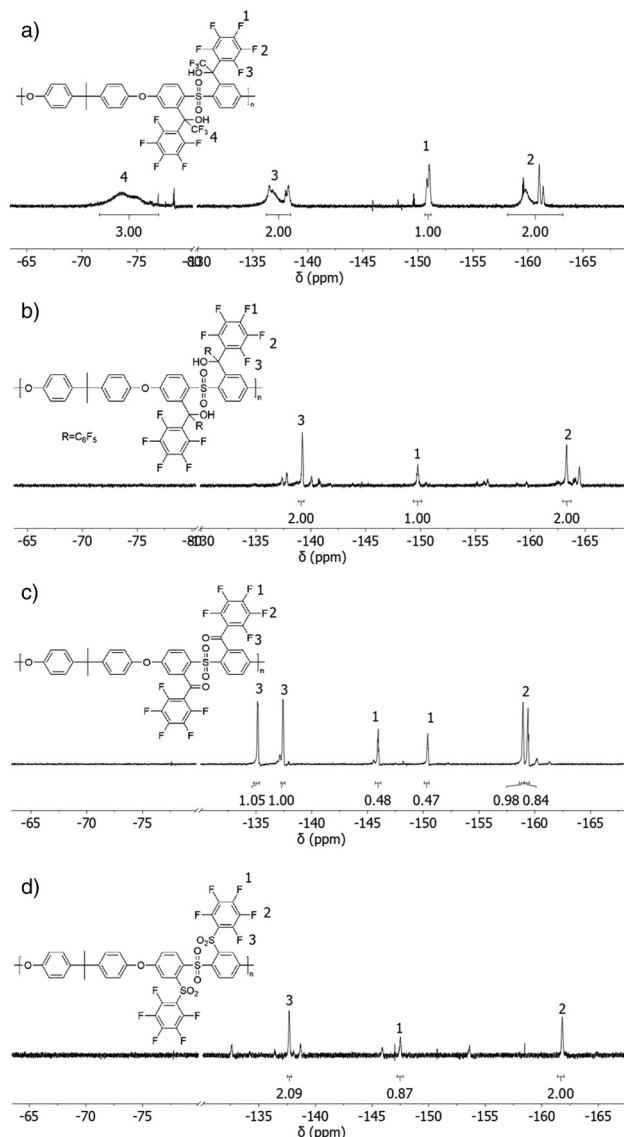 a)
1
F
F F
2
F F
F3C
HO 3
O
S
O
O O n
OH
CF3
F 4
F F
F F
4
3
1
2
3.00
2.00
1.00
2.00
-65 -70 -75 -80 -130 -135 -140 -145 -150 -155 -160 -165
δ (ppm)
b)
F
F F1
F F 2
R
HO 3
O
S
O
O O n
OH
R
R=C6F5
F
F F
F F
3
1
2
2.00
1.00
2.00
-65 -70 -75 -80 -135 -140 -145 -150 -155 -160 -165
δ (ppm)
c)
1
F
F F
2
F F3
O
O
S
O
O O n
O
F F
F F
F
3 3
1 1
2
1.05 1.00 0.48 0.47 0.98 0.84
-65 -70 -75 -135 -140 -145 -150 -155 -160 -165
δ (ppm)
d)
1
F
F F
2
F F 3
O2S
O
S
O
O O n
SO2
F F
F F
F
3
1
2
2.09
0.87
2.00
-65 -70 -75 -135 -140 -145 -150 -155 -160 -165
δ (ppm)